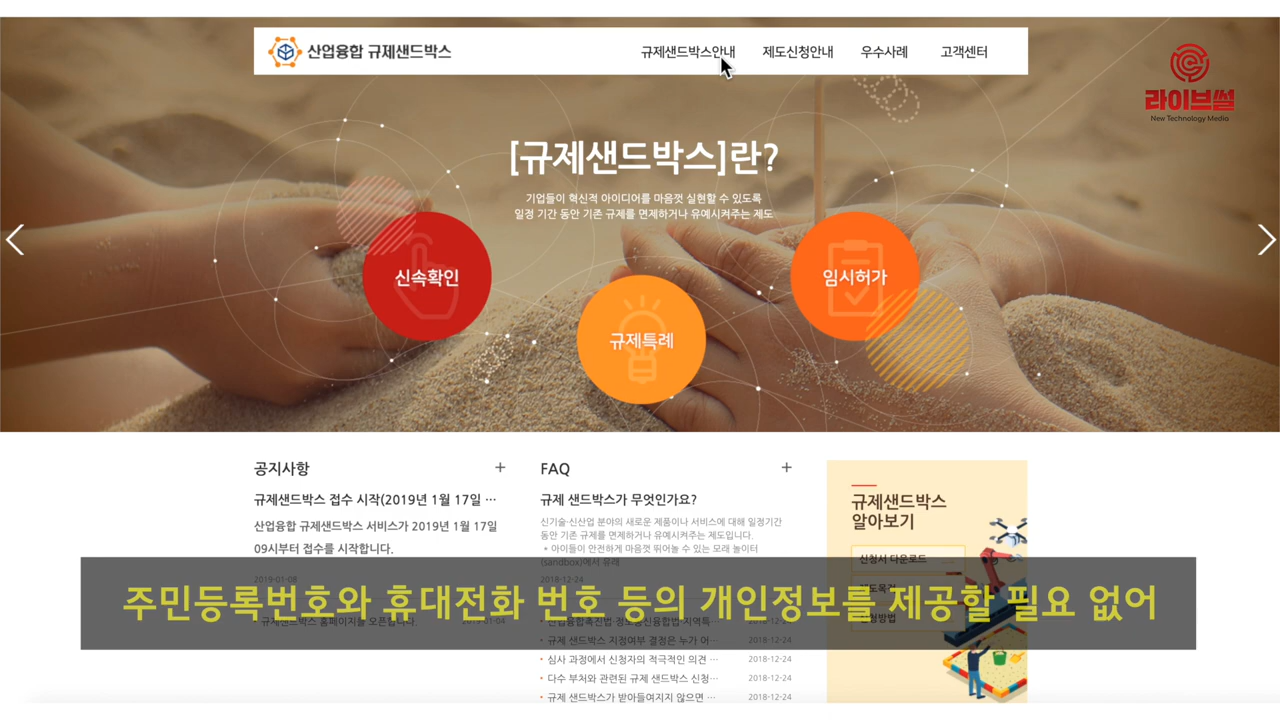 산업융합 규제샌드박스
규제샌드박스안내 제도신청안내 우수사례 고객센터
라이브썰
New Technology Media
[규제샌드박스]란?
기업들이 혁신적 아이디어를 마음껏 실현할 수 있도록
일정 기간 동안 기존 규제를 면제하거나 유예시켜주는 제도
신속확인
규제특례
임시허가
공지사항 +
규제샌드박스 접수 시작(2019년 1월 17일 ···
산업융합 규제샌드박스 서비스가 2019년 1월 17일
09시부터 접수를 시작합니다.
2019-01-08
규제샌드박스 홈페이지를 오픈합니다. 2019-01-04
FAQ +
규제 샌드박스가 무엇인가요?
신기술·신산업 분야의 새로운 제품이나 서비스에 대해 일정기간
동안 기존 규제를 면제하거나 유예시켜주는 제도입니다.
* 아이들이 안전하게 마음껏 뛰어놀 수 있는 모래 놀이터
(sandbox)에서 유래
2018-12-24
산업융합촉진법 정보통신융합법 지역특··· 2018-12-24
규제 샌드박스 지정여부 결정은 누가 어··· 2018-12-24
심사 과정에서 신청자의 적극적인 의견 ··· 2018-12-24
다수 부처와 관련된 규제 샌드박스 신청··· 2018-12-24
규제 샌드박스가 받아들여지지 않으면 ··· 2018-12-24
규제샌드박스
알아보기
신청서 다운로드
주민등록번호와 휴대전화 번호 등의 개인정보를 제공할 필요 없어